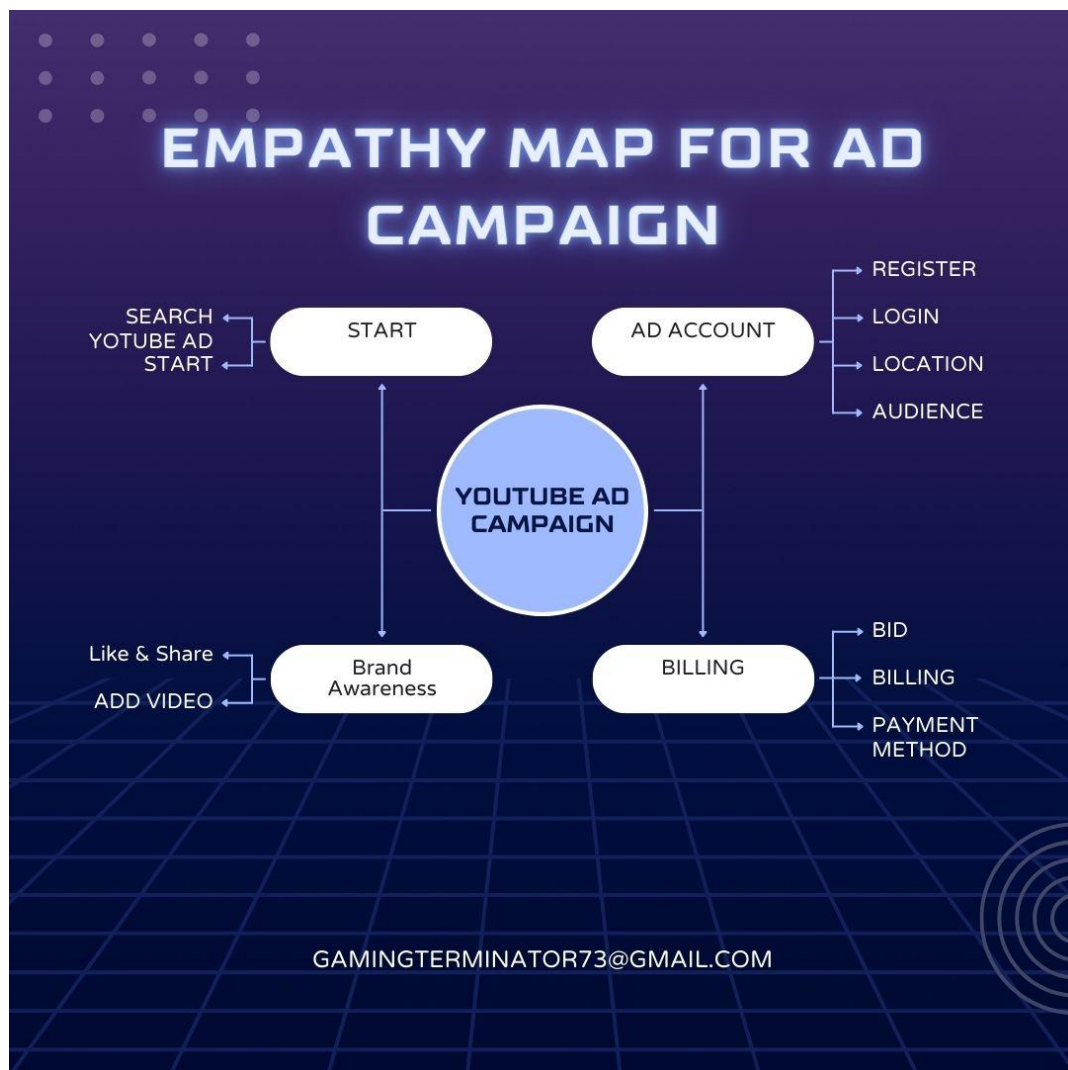 EMPATHY MAP FOR AD
CAMPAIGN
SEARCH
YOTUBE AD
START
START
AD ACCOUNT
REGISTER
LOGIN
LOCATION
AUDIENCE
YOUTUBE AD
CAMPAIGN
Like & Share
ADD VIDEO
Brand
Awareness
BILLING
BID
BILLING
PAYMENT
METHOD
GAMINGTERMINATOR73@GMAIL.COM